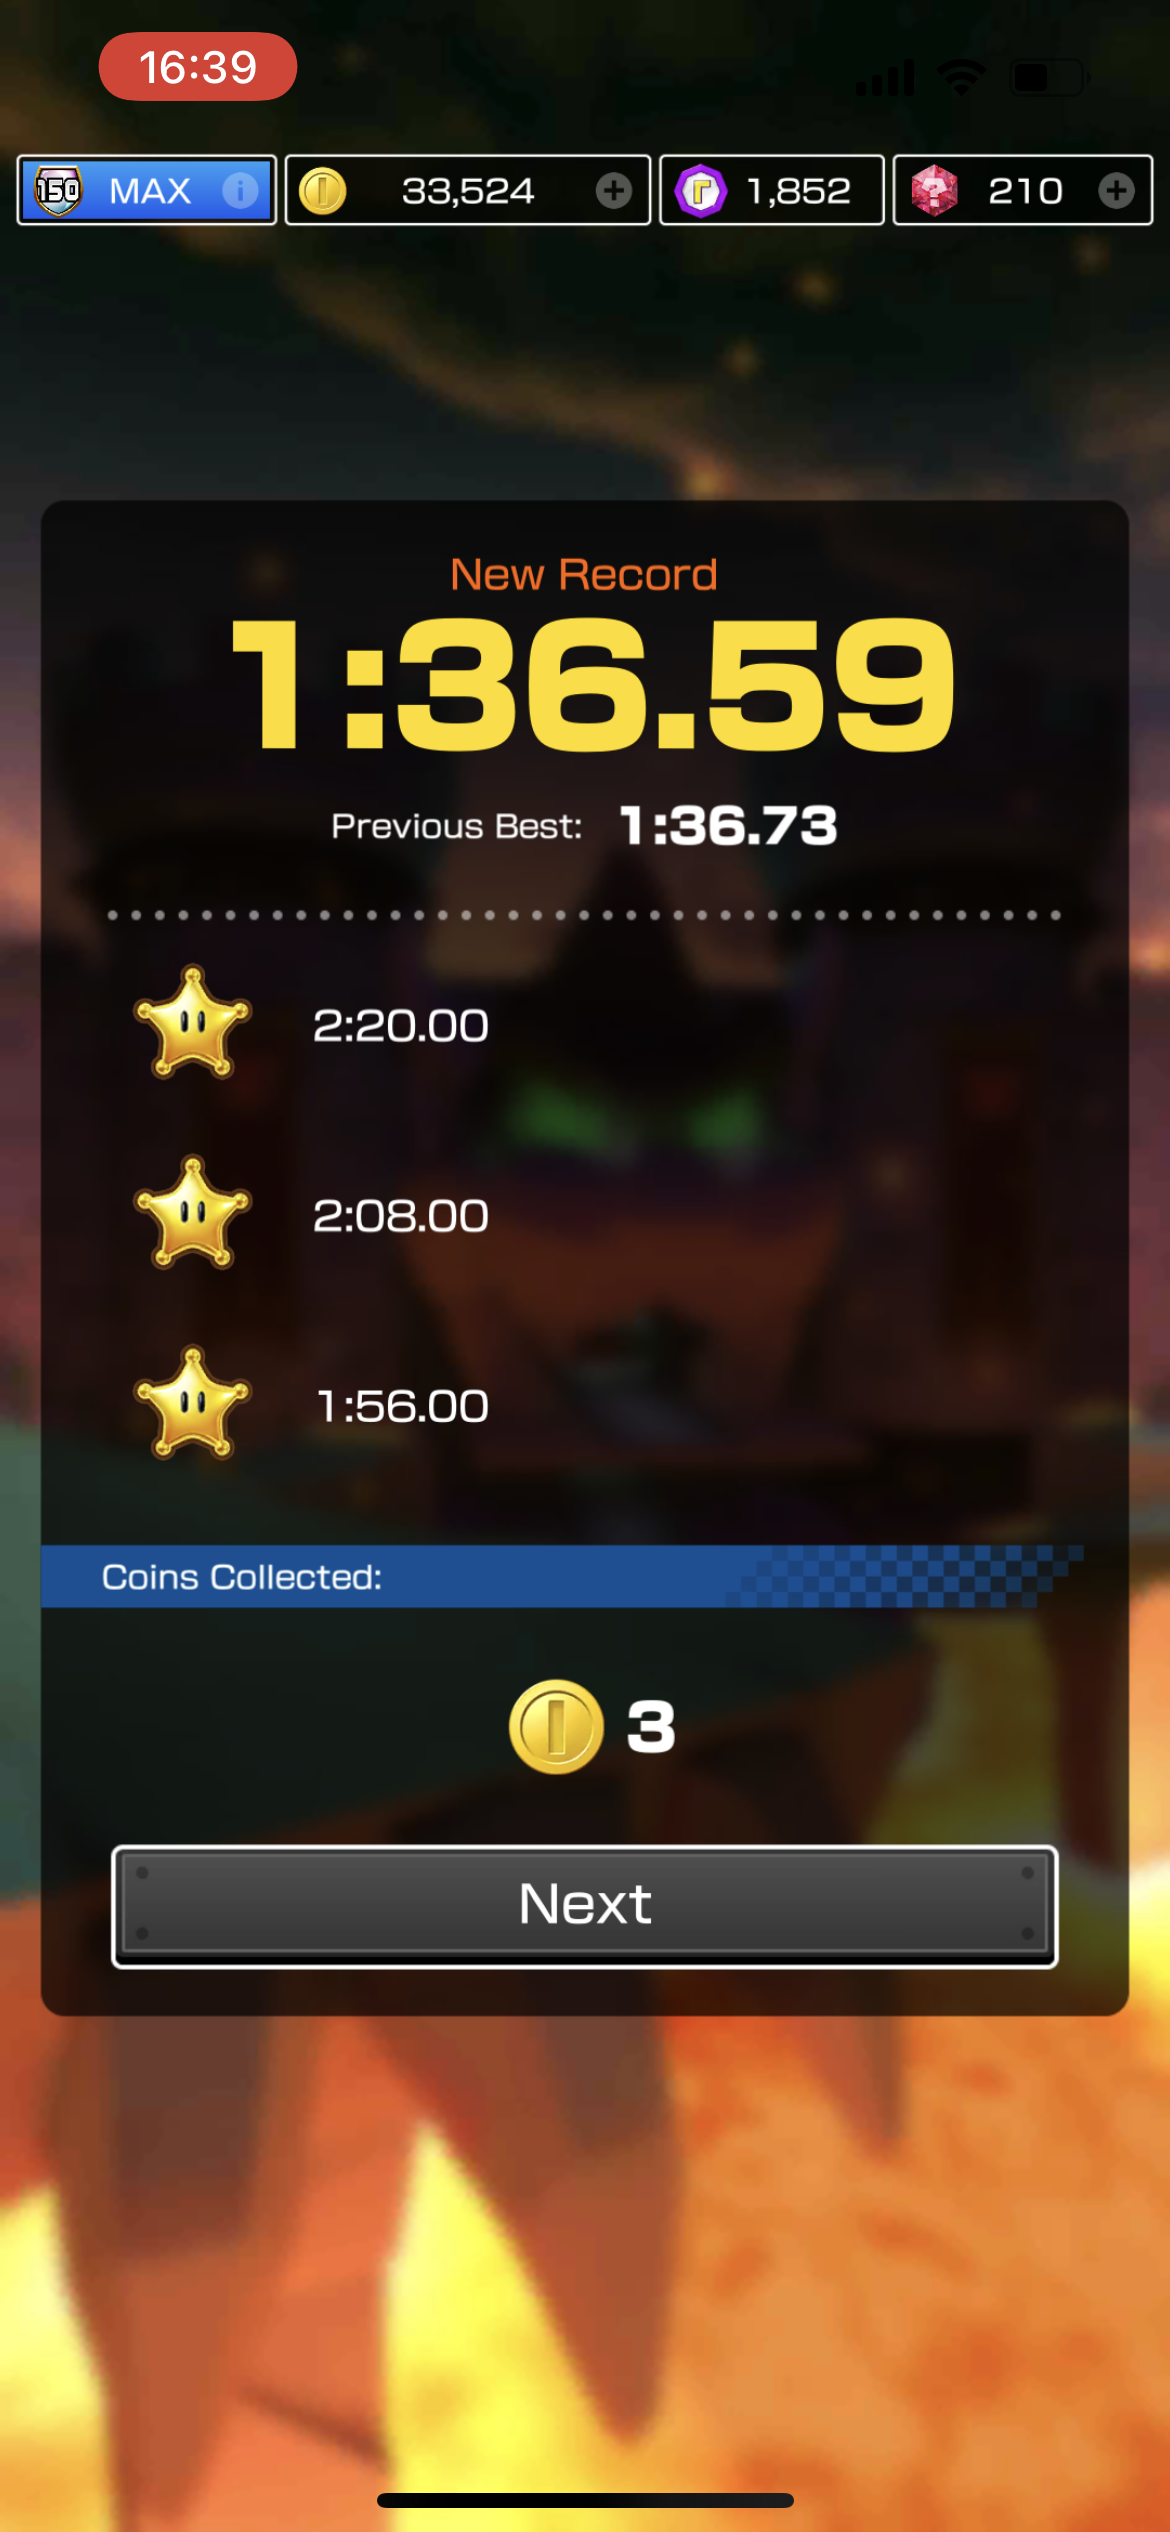 16:39
150 MAX i 33,524 + 1,852 ? 210 +
New Record
1:36.59
Previous Best: 1:36.73
2:20.00
2:08.00
1:56.00
Coins Collected:
3
Next